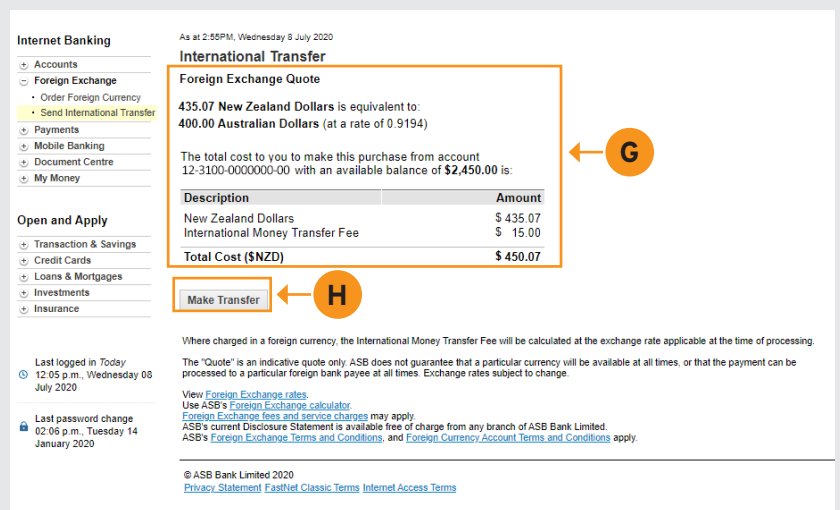 Internet Banking
Accounts
Foreign Exchange
Order Foreign Currency
Send International Transfer
Payments
Mobile Banking
Document Centre
My Money
Open and Apply
Transaction & Savings
Credit Cards
Loans & Mortgages
Investments
Insurance
Last logged in Today
12:05 p.m., Wednesday 08
July 2020
Last password change
02:06 p.m., Tuesday 14
January 2020
As at 2:55PM, Wednesday 8 July 2020
International Transfer
Foreign Exchange Quote
435.07 New Zealand Dollars is equivalent to:
400.00 Australian Dollars (at a rate of 0.9194)
The total cost to you to make this purchase from account
12-3100-0000000-00 with an available balance of $2,450.00 is:
Description Amount
New Zealand Dollars $ 435.07
International Money Transfer Fee $ 15.00
Total Cost ($NZD) $ 450.07
G
Make Transfer
H
Where charged in a foreign currency, the International Money Transfer Fee will be calculated at the exchange rate applicable at the time of processing.
The "Quote" is an indicative quote only. ASB does not guarantee that a particular currency will be available at all times, or that the payment can be
processed to a particular foreign bank payee at all times. Exchange rates subject to change.
View Foreign Exchange rates.
Use ASB's Foreign Exchange calculator.
Foreign Exchange fees and service charges may apply.
ASB's current Disclosure Statement is available free of charge from any branch of ASB Bank Limited.
ASB's Foreign Exchange Terms and Conditions, and Foreign Currency Account Terms and Conditions apply.
© ASB Bank Limited 2020
Privacy Statement FastNet Classic Terms Internet Access Terms